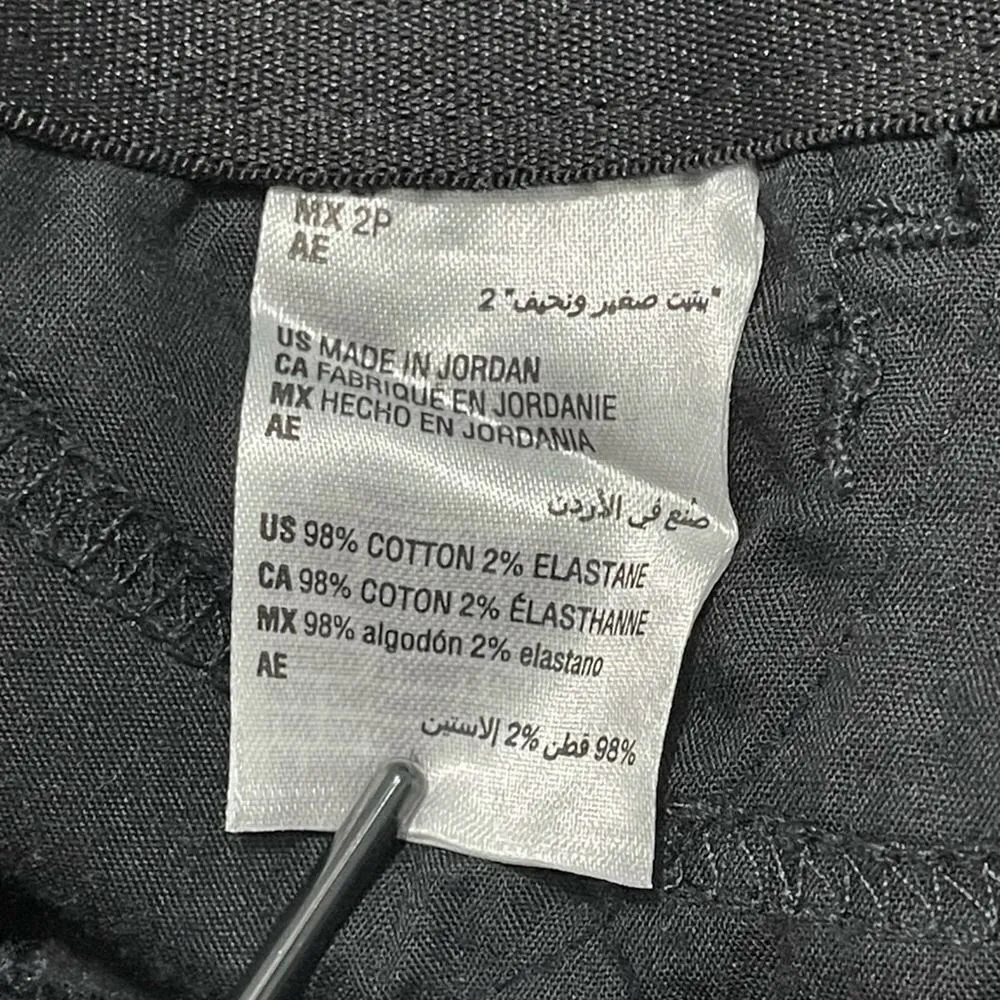 MX 2P
AE
"بيتيت صغير ونحيف" 2
US MADE IN JORDAN
CA FABRIQUÉ EN JORDANIE
MX HECHO EN JORDANIA
AE
صنع في الأردن
US 98% COTTON 2% ELASTANE
CA 98% COTON 2% ÉLASTHANNE
MX 98% algodón 2% elastano
AE
98% قطن 2% إلاستين